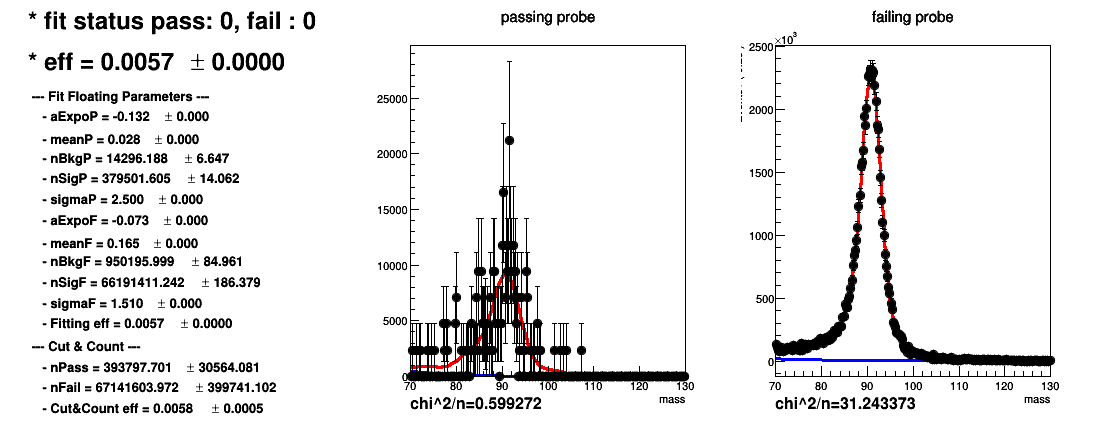 * fit status pass: 0, fail : 0
* eff = 0.0057 ± 0.0000
--- Fit Floating Parameters ---
- aExpoP = -0.132 ± 0.000
- meanP = 0.028 ± 0.000
- nBkgP = 14296.188 ± 6.647
- nSigP = 379501.605 ± 14.062
- sigmaP = 2.500 ± 0.000
- aExpoF = -0.073 ± 0.000
- meanF = 0.165 ± 0.000
- nBkgF = 950195.999 ± 84.961
- nSigF = 66191411.242 ± 186.379
- sigmaF = 1.510 ± 0.000
- Fitting eff = 0.0057 ± 0.0000
--- Cut & Count ---
- nPass = 393797.701 ± 30564.081
- nFail = 67141603.972 ± 399741.102
- Cut&Count eff = 0.0058 ± 0.0005
passing probe
25000
20000
15000
10000
5000
0
70 80 90 100 110 120 130
mass
chi^2/n=0.599272
failing probe
×10³
2500
2000
1500
1000
500
0
70 80 90 100 110 120 130
mass
chi^2/n=31.243373